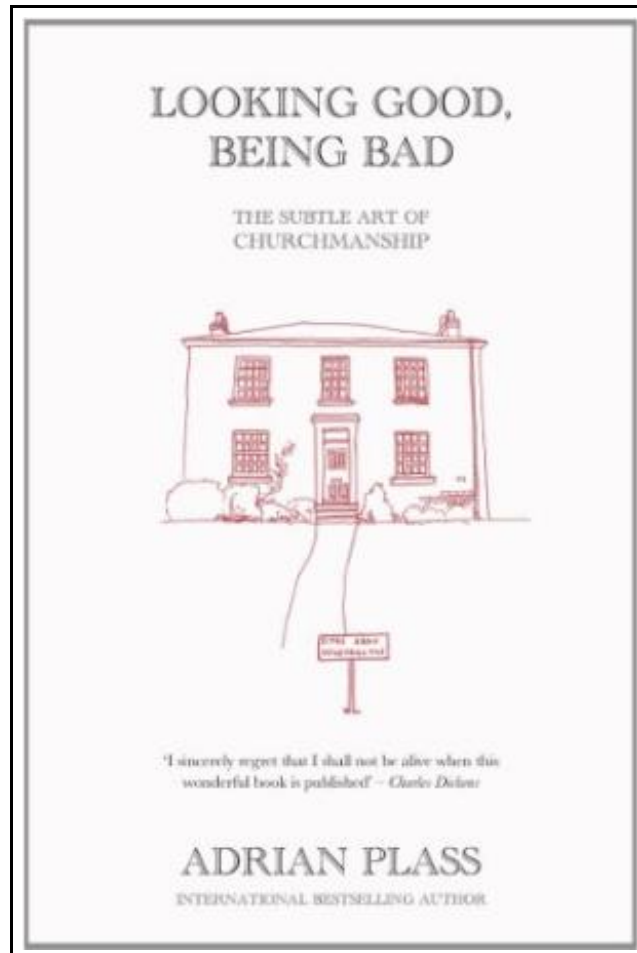 LOOKING GOOD,
BEING BAD
THE SUBTLE ART OF
CHURCHMANSHIP
'I sincerely regret that I shall not be alive when this
wonderful book is published' – Charles Dickens
ADRIAN PLASS
INTERNATIONAL BESTSELLING AUTHOR